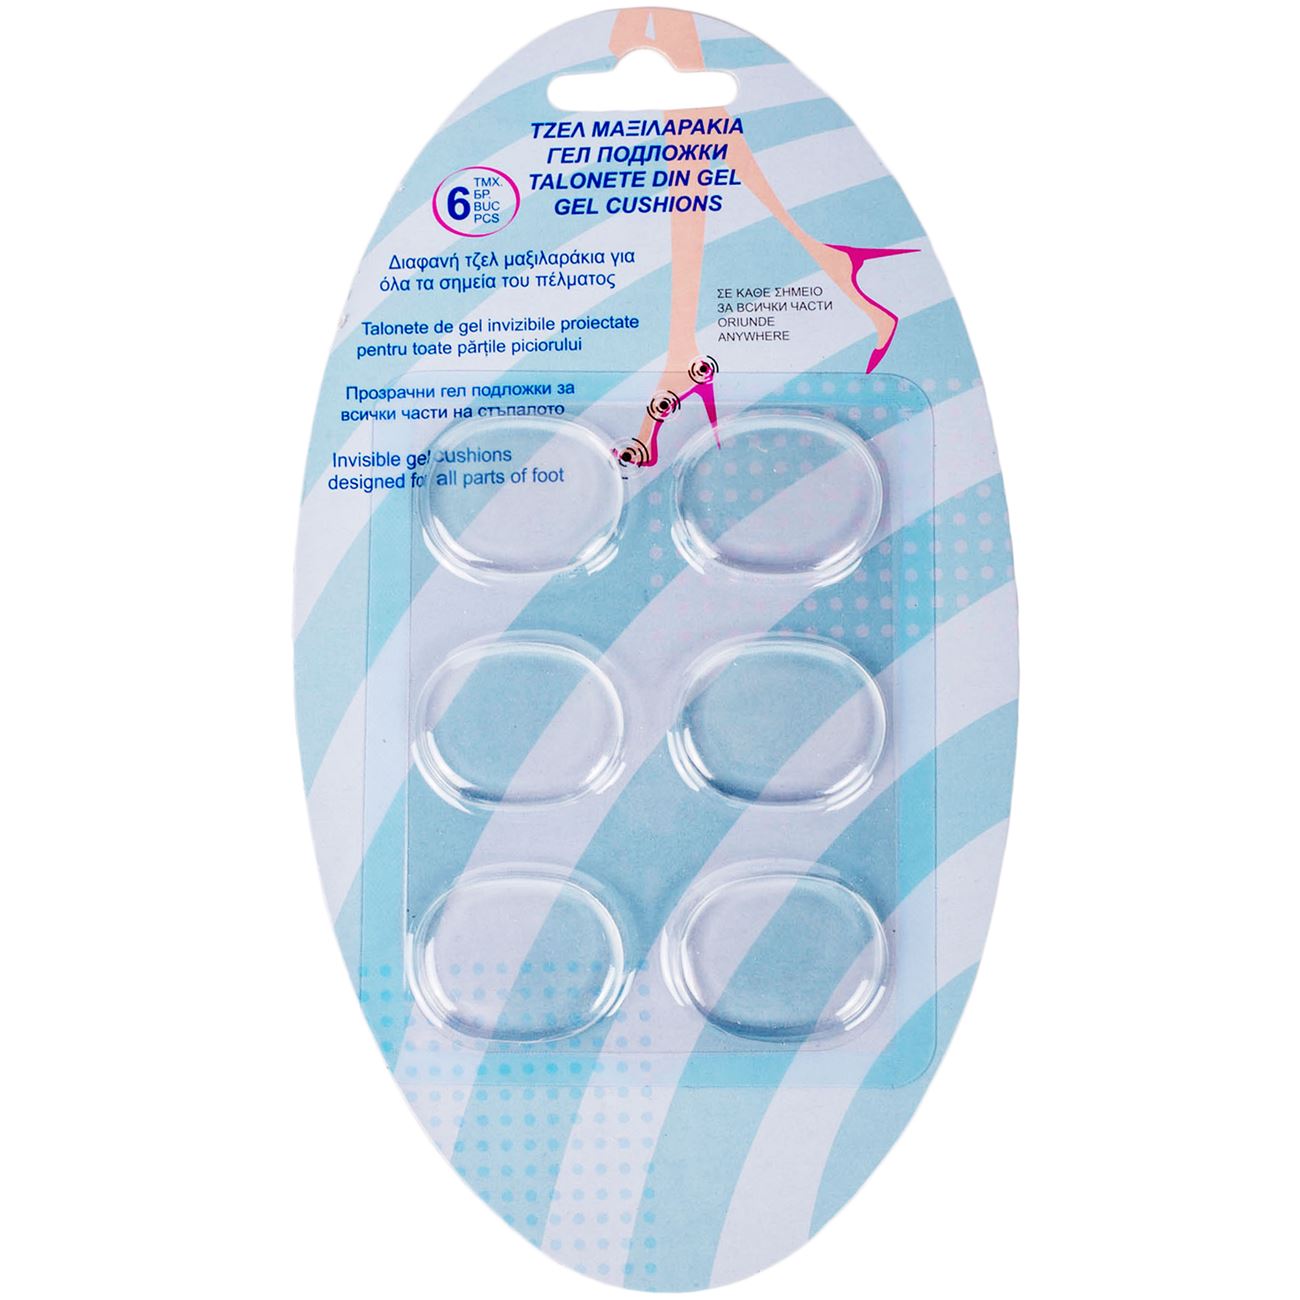 ΤΖΕΛ ΜΑΞΙΛΑΡΑΚΙΑ
ГЕЛ ПОДЛОЖКИ
TALONETE DIN GEL
GEL CUSHIONS
6
ΤΜΧ.
БР.
BUC
PCS
Διαφανή τζελ μαξιλαράκια για
όλα τα σημεία του πέλματος
Talonete de gel invizibile proiectate
pentru toate părțile piciorului
Прозрачни гел подложки за
всички части на стъпалото
Invisible gel cushions
designed for all parts of foot
ΣΕ ΚΑΘΕ ΣΗΜΕΙΟ
ЗА ВСИЧКИ ЧАСТИ
ORIUNDE
ANYWHERE